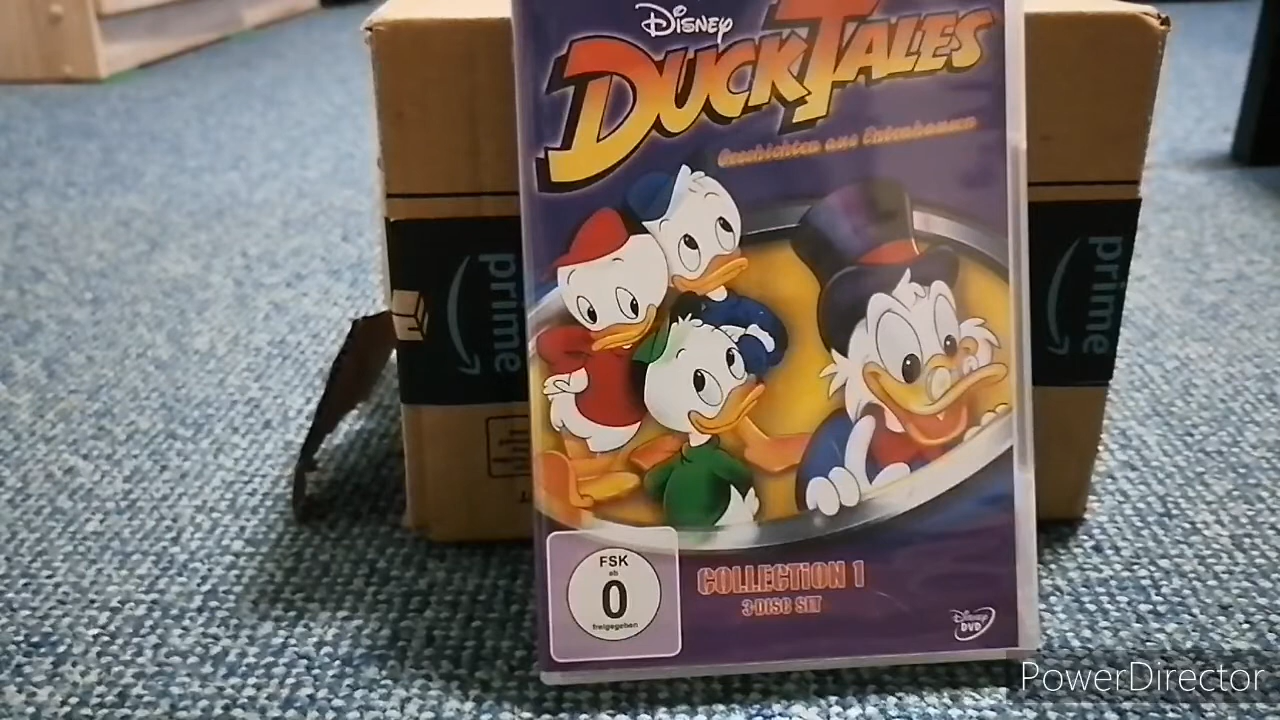 Disney
DUCKTALES
Geschichten aus Entenhausen
prime
prime
FSK
ab
0
freigegeben
COLLECTiON 1
3-DISC SET
Disney
DVD
PowerDirector